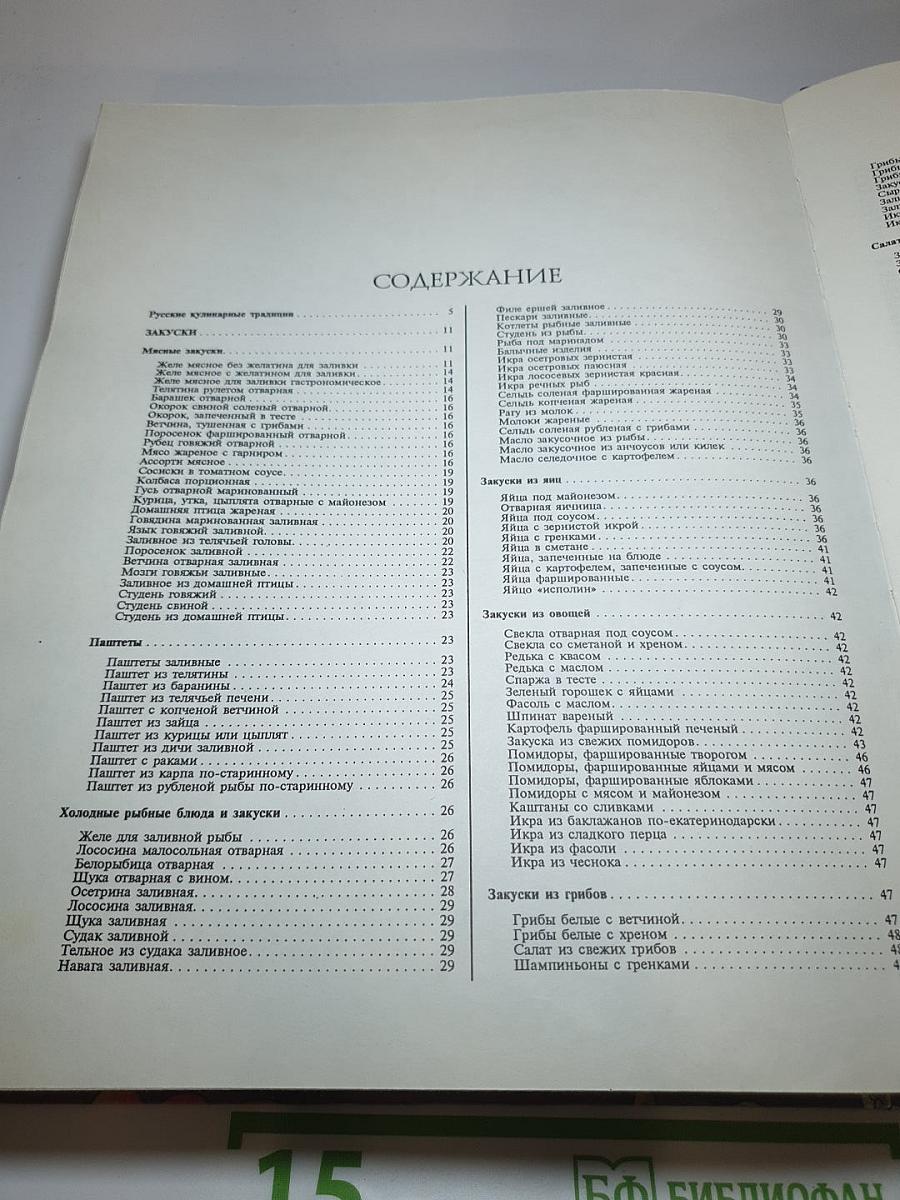 СОДЕРЖАНИЕ
Русские кулинарные традиции 5
ЗАКУСКИ 11
Мясные закуски 11
Желе мясное без желатина для заливки 11
Желе мясное с желатином для заливки 14
Желе мясное для заливки гастрономическое 14
Телятина рулетом отварная 14
Барашек отварной 16
Окорок свиной соленый отварной 16
Окорок, запеченный в тесте 16
Ветчина, тушенная с грибами 16
Поросенок фаршированный отварной 16
Рубец говяжий отварной 16
Мясо жареное с гарниром 16
Ассорти мясное 16
Сосиски в томатном соусе 19
Колбаса порционная 19
Гусь отварной маринованный 19
Курица, утка, цыплята отварные с майонезом 19
Домашняя птица жареная 20
Говядина маринованная заливная 20
Язык говяжий заливной 20
Заливное из телячьей головы 20
Поросенок заливной 22
Ветчина отварная заливная 22
Мозги говяжьи заливные 23
Заливное из домашней птицы 23
Студень говяжий 23
Студень свиной 23
Студень из домашней птицы 23
Паштеты 23
Паштеты заливные 23
Паштет из телятины 23
Паштет из баранины 24
Паштет из телячьей печени 25
Паштет с копченой ветчиной 25
Паштет из зайца 25
Паштет из курицы или цыплят 25
Паштет из дичи заливной 25
Паштет с раками 26
Паштет из карпа по-старинному 26
Паштет из рубленой рыбы по-старинному 26
Холодные рыбные блюда и закуски 26
Желе для заливной рыбы 26
Лососина малосольная отварная 26
Белорыбица отварная 27
Щука отварная с вином 27
Осетрина заливная 28
Лососина заливная 29
Щука заливная 29
Судак заливной 29
Тельное из судака заливное 29
Навага заливная 29
Филе ершей заливное 29
Пескари заливные 30
Котлеты рыбные заливные 30
Студень из рыбы 30
Рыба под маринадом 33
Балычные изделия 33
Икра осетровых зернистая 33
Икра осетровых паюсная 33
Икра лососевых зернистая красная 34
Икра речных рыб 34
Сельдь соленая фаршированная жареная 34
Сельдь копченая жареная 35
Рагу из молок 35
Молоки жареные 36
Сельдь соленая рубленая с грибами 36
Масло закусочное из рыбы 36
Масло закусочное из анчоусов или килек 36
Масло селедочное с картофелем 36
Закуски из яиц 36
Яйца под майонезом 36
Отварная яичница 36
Яйца под соусом 36
Яйца с зернистой икрой 36
Яйца с гренками 36
Яйца в сметане 41
Яйца, запеченные на блюде 41
Яйца с картофелем, запеченные с соусом 41
Яйца фаршированные 41
Яйцо «исполин» 42
Закуски из овощей 42
Свекла отварная под соусом 42
Свекла со сметаной и хреном 42
Редька с квасом 42
Редька с маслом 42
Спаржа в тесте 42
Зеленый горошек с яйцами 42
Фасоль с маслом 42
Шпинат вареный 42
Картофель фаршированный печеный 42
Закуска из свежих помидоров 43
Помидоры, фаршированные творогом 46
Помидоры, фаршированные яйцами и мясом 46
Помидоры, фаршированные яблоками 47
Помидоры с мясом и майонезом 47
Каштаны со сливками 47
Икра из баклажанов по-екатеринодарски 47
Икра из сладкого перца 47
Икра из фасоли 47
Икра из чеснока 47
Закуски из грибов 47
Грибы белые с ветчиной 47
Грибы белые с хреном 48
Салат из свежих грибов
Шампиньоны с гренками
15
БФ БИБЛИОФАН